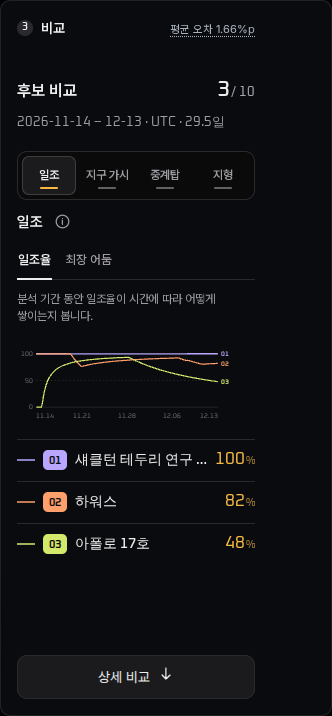 3 비교 평균 오차 1.66%p
후보 비교 3 / 10
2026-11-14 – 12-13 · UTC · 29.5일
일조 지구 가시 중계탑 지형
일조
일조율 최장 어둠
분석 기간 동안 일조율이 시간에 따라 어떻게
쌓이는지 봅니다.
100 01
02
50 03
0
11.14 11.21 11.28 12.06 12.13
01 섀클턴 테두리 연구 ... 100%
02 하워스 82%
03 아폴로 17호 48%
상세 비교 ↓